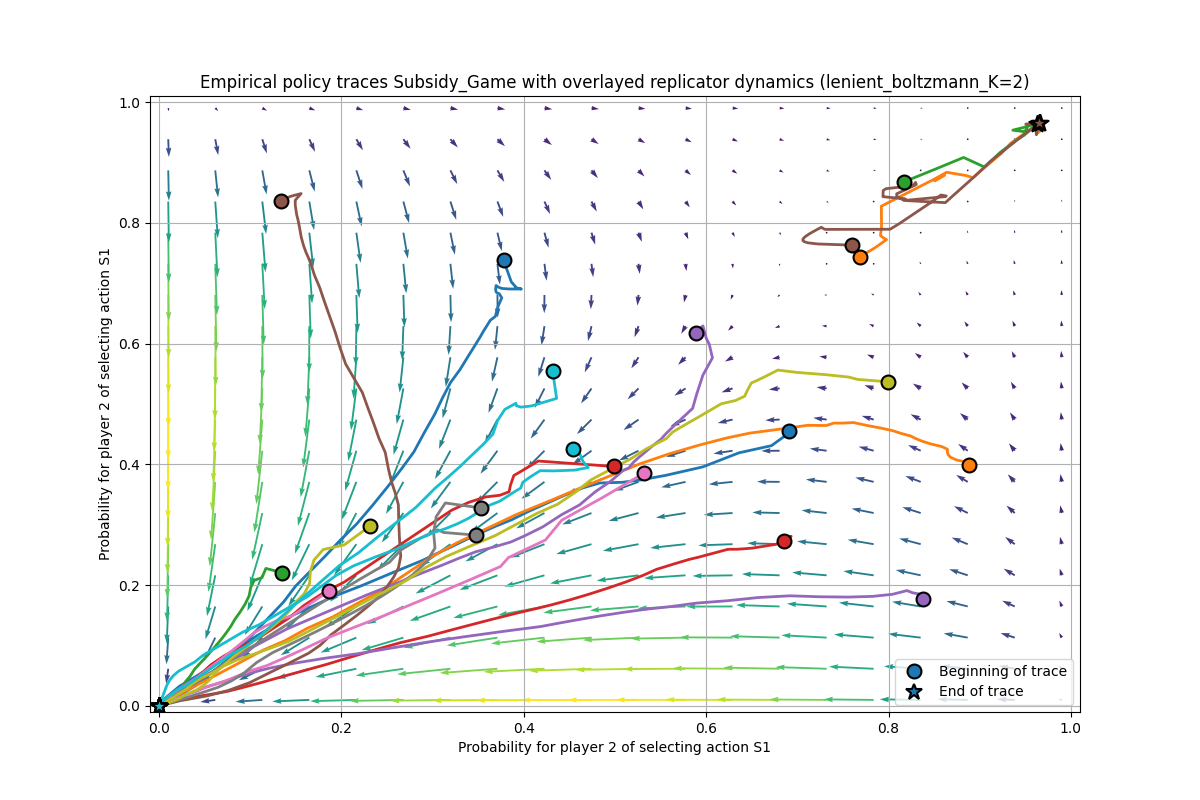 Empirical policy traces Subsidy_Game with overlayed replicator dynamics (lenient_boltzmann_K=2)
Probability for player 2 of selecting action S1
1.0
0.8
0.6
0.4
0.2
0.0
0.0
0.2
0.4
0.6
0.8
1.0
Probability for player 2 of selecting action S1
Beginning of trace
End of trace